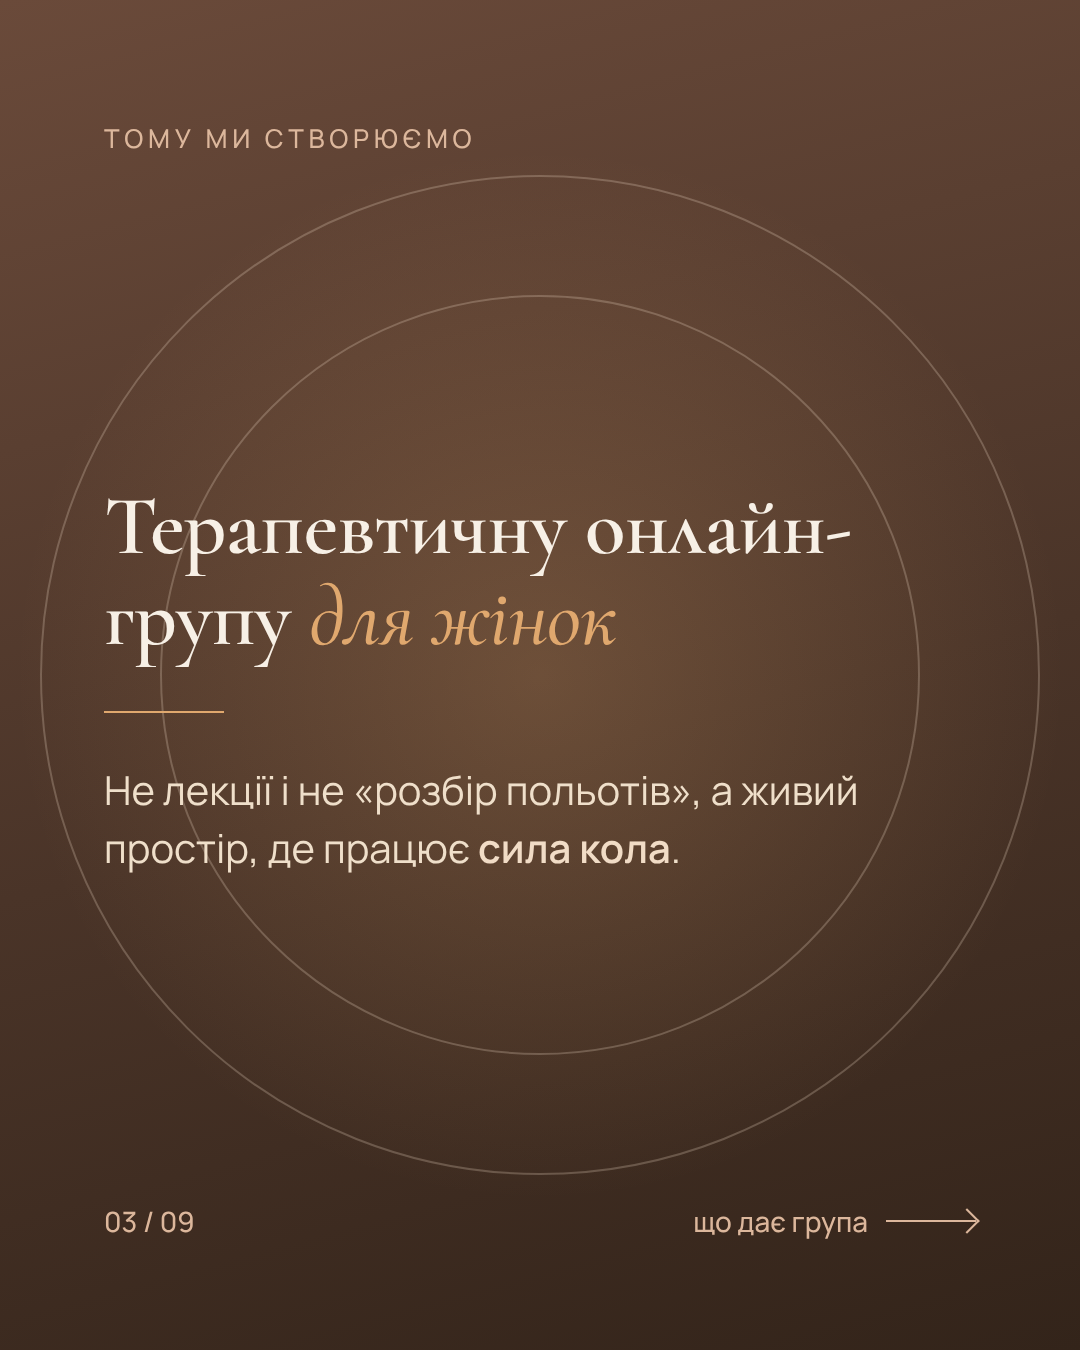 ТОМУ МИ СТВОРЮЄМО
Терапевтичну онлайн-
групу для жінок
Не лекції і не «розбір польотів», а живий
простір, де працює сила кола.
03 / 09
що дає група